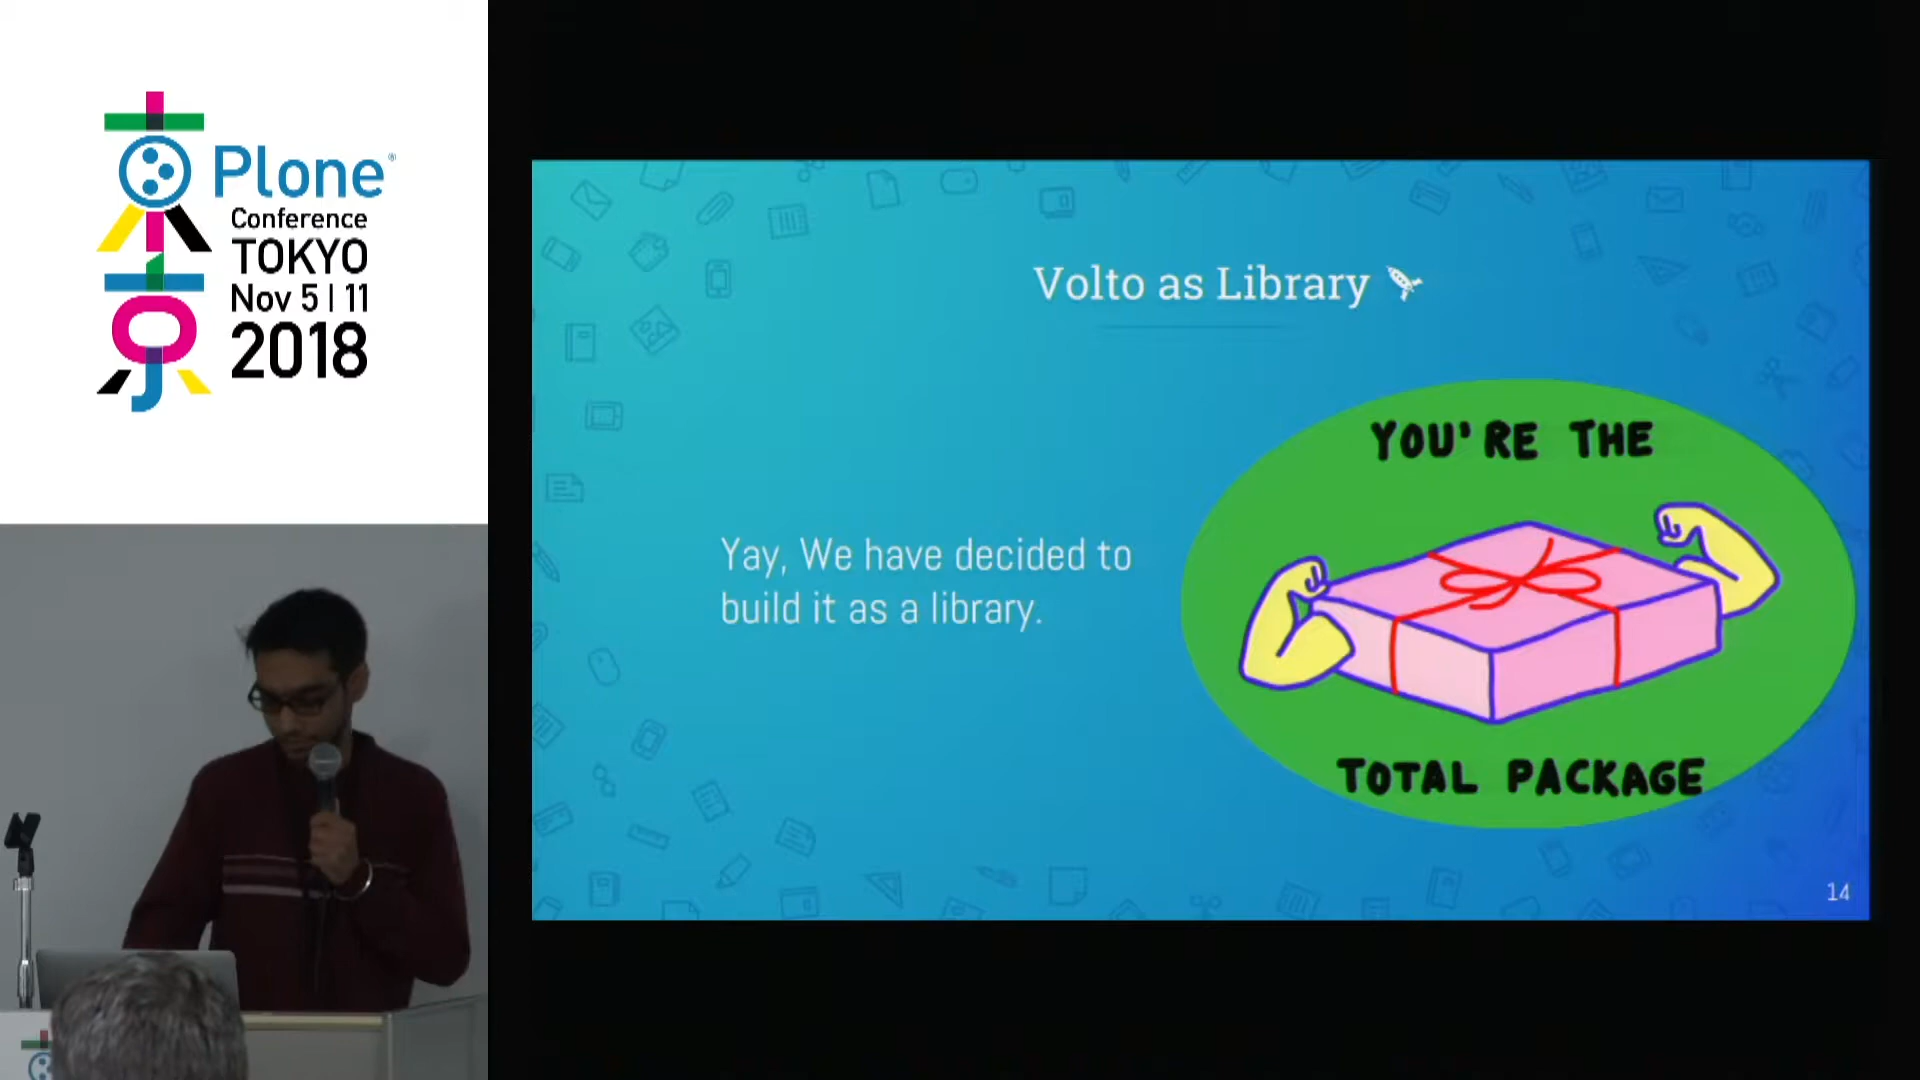 Plone®
Conference
TOKYO
Nov 5 | 11
2018
Volto as Library
Yay, We have decided to
build it as a library.
YOU'RE THE
TOTAL PACKAGE
14